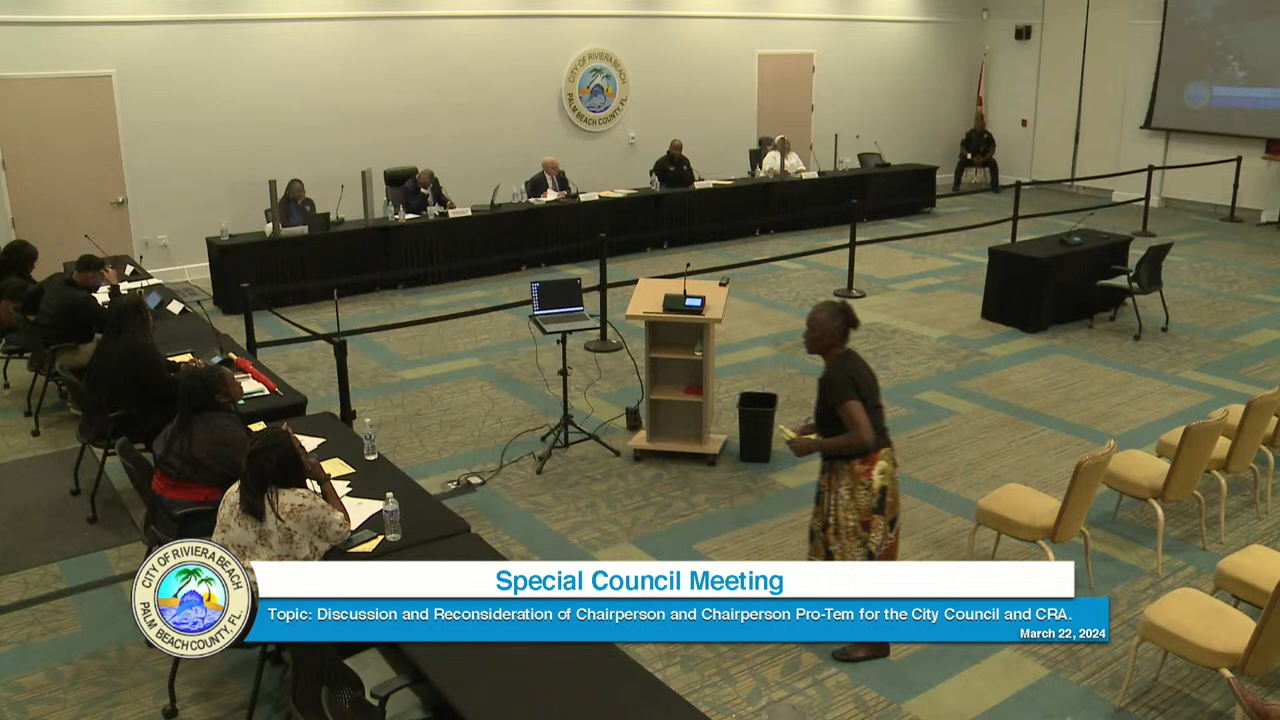 CITY OF RIVIERA BEACH
PALM BEACH COUNTY, FL.
Special Council Meeting
CITY OF RIVIERA BEACH
PALM BEACH COUNTY, FL.
Topic: Discussion and Reconsideration of Chairperson and Chairperson Pro-Tem for the City Council and CRA.
March 22, 2024